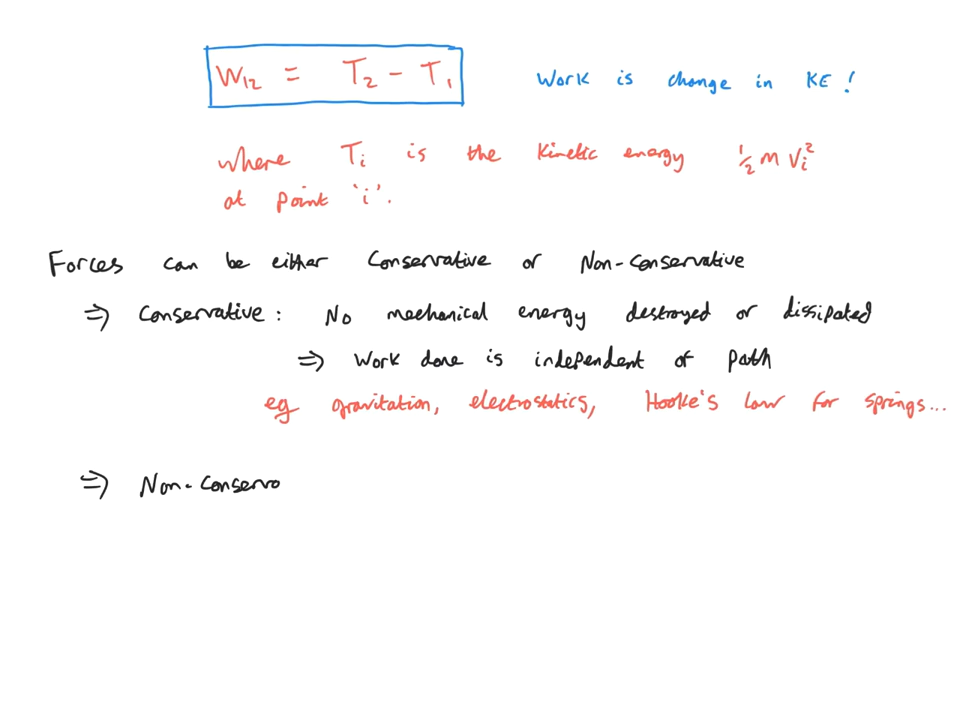 W₁₂ = T₂ - T₁ Work is change in KE!
where Tᵢ is the kinetic energy ½ m vᵢ²
at point 'i'.
Forces can be either Conservative or Non-Conservative
⇒ Conservative: No mechanical energy destroyed or dissipated
⇒ Work done is independent of path
eg gravitation, electrostatics, Hooke's Law for springs...
⇒ Non-Conserva